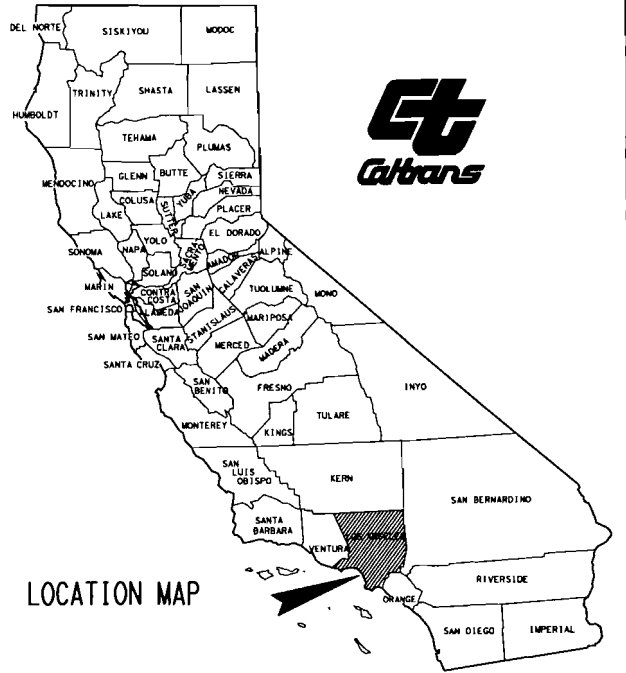 DEL NORTE
SISKIYOU
MODOC
TRINITY
SHASTA
LASSEN
HUMBOLDT
Ct
Caltrans
TEHAMA
PLUMAS
MENDOCINO
GLENN
BUTTE
SIERRA
NEVADA
YUBA
COLUSA
PLACER
LAKE
SUTTER
EL DORADO
SONOMA
NAPA
YOLO
SACRA-
MENTO
ALPINE
AMADOR
SOLANO
CALAVERAS
MARIN
CONTRA
COSTA
SAN
JOAQUIN
TUOLUMNE
MONO
SAN FRANCISCO
ALAMEDA
STANISLAUS
MARIPOSA
SAN MATEO
SANTA
CLARA
MERCED
MADERA
SANTA CRUZ
SAN
BENITO
FRESNO
INYO
MONTEREY
KINGS
TULARE
SAN
LUIS
OBISPO
KERN
SAN BERNARDINO
SANTA
BARBARA
VENTURA
LOS ANGELES
LOCATION MAP
ORANGE
RIVERSIDE
SAN DIEGO
IMPERIAL